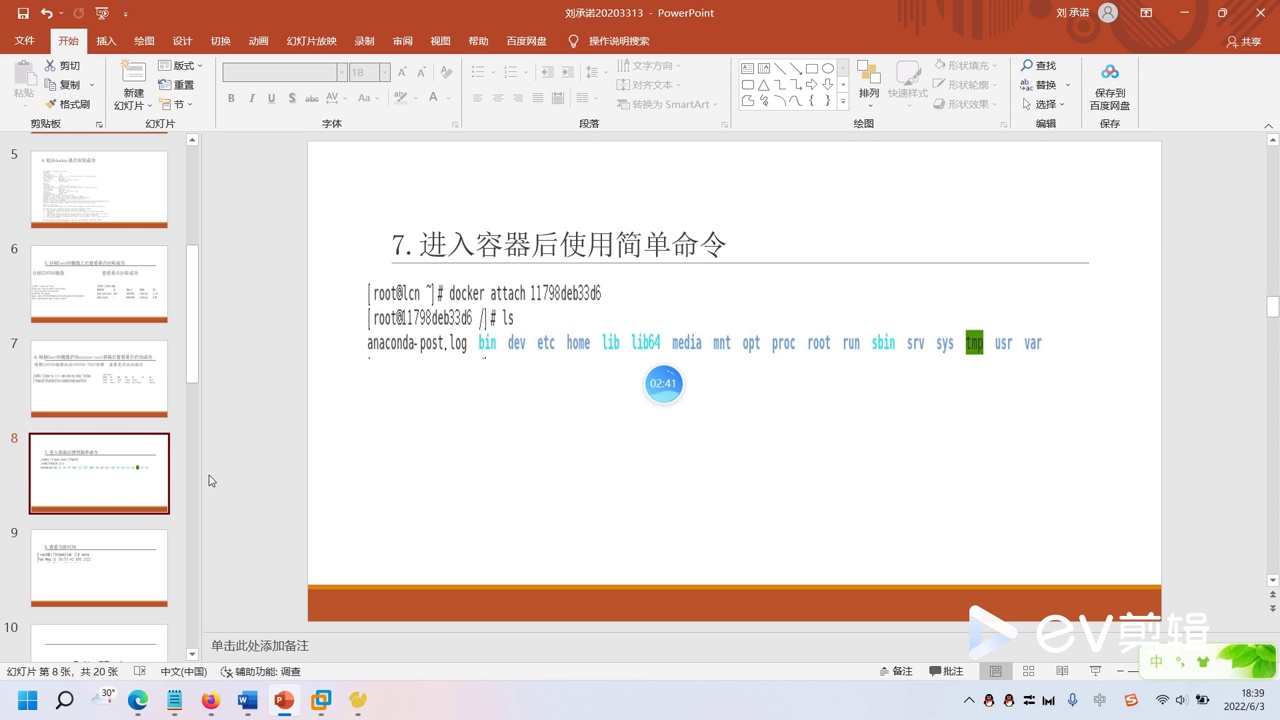 刘承诺20203313 - PowerPoint
刘 承诺
文件 开始 插入 绘图 设计 切换 动画 幻灯片放映 录制 审阅 视图 帮助 百度网盘 操作说明搜索 共享
粘贴 剪切 复制 格式刷 剪贴板
新建 幻灯片 版式 重置 节 幻灯片
18
B I U S abc AV Aa A 字体
文字方向 对齐文本 转换为 SmartArt 段落
排列 快速样式 形状填充 形状轮廓 形状效果 绘图
查找 替换 选择 编辑
保存到 百度网盘 保存
5
6
7
8
7. 进入容器后使用简单命令
9
8. 查看当前时间
10
7. 进入容器后使用简单命令
[root@lcn ~]# docker attach 11798deb33d6
[root@11798deb33d6 /]# ls
anaconda-post.log bin dev etc home lib lib64 media mnt opt proc root run sbin srv sys tmp usr var
02:41
单击此处添加备注
EV剪辑
幻灯片 第 8 张，共 20 张 中文(中国) 辅助功能: 调查 备注 批注
中
30°
18:39
2022/6/3